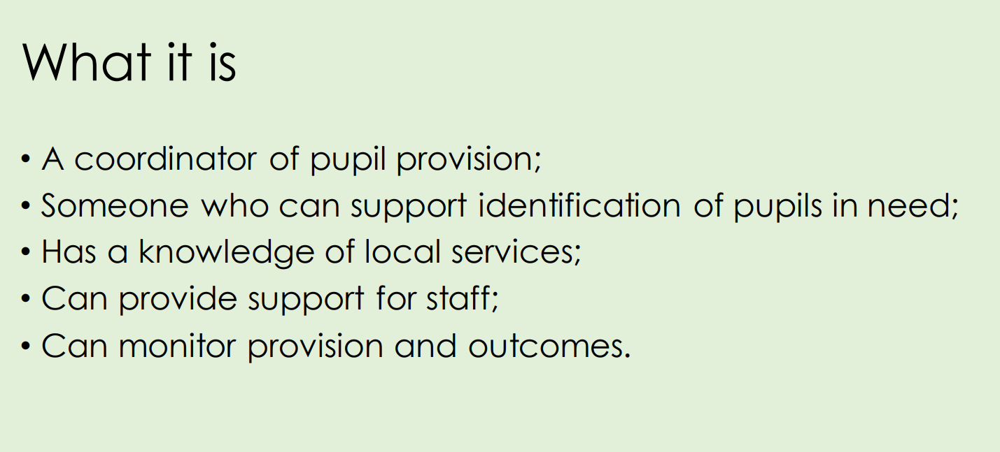 What it is
• A coordinator of pupil provision;
• Someone who can support identification of pupils in need;
• Has a knowledge of local services;
• Can provide support for staff;
• Can monitor provision and outcomes.